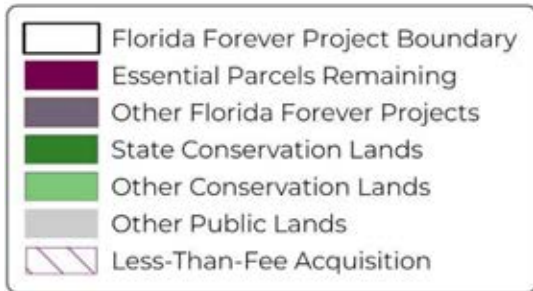 Florida Forever Project Boundary
Essential Parcels Remaining
Other Florida Forever Projects
State Conservation Lands
Other Conservation Lands
Other Public Lands
Less-Than-Fee Acquisition